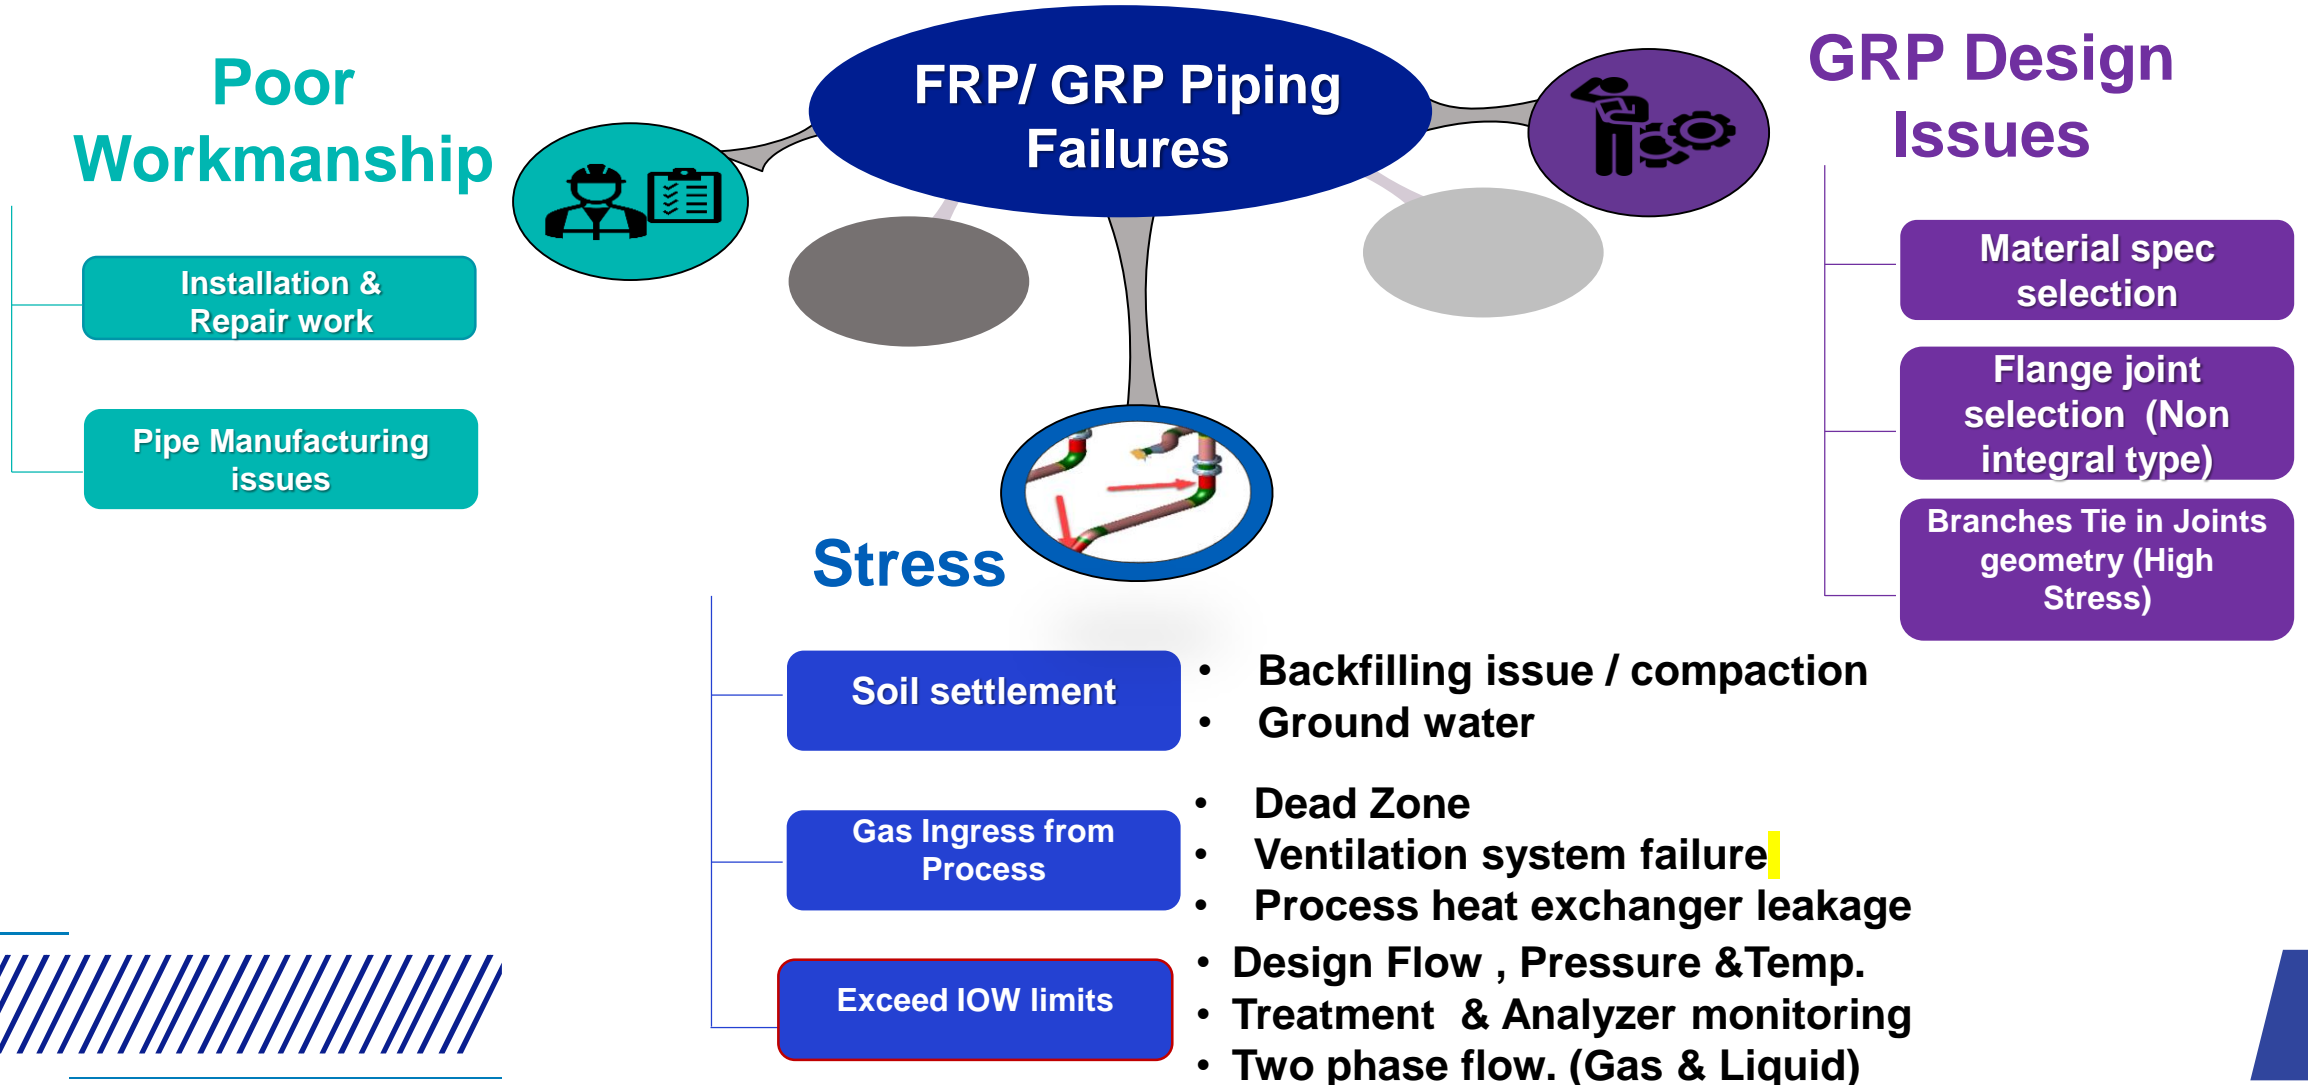 FRP/ GRP Piping
Failures
Poor
Workmanship
Installation &
Repair work
Pipe Manufacturing
issues
GRP Design
Issues
Material spec
selection
Flange joint
selection (Non
integral type)
Branches Tie in Joints
geometry (High
Stress)
Stress
Soil settlement
• Backfilling issue / compaction
• Ground water
Gas Ingress from
Process
• Dead Zone
• Ventilation system failure
• Process heat exchanger leakage
Exceed IOW limits
• Design Flow , Pressure &Temp.
• Treatment & Analyzer monitoring
• Two phase flow. (Gas & Liquid)